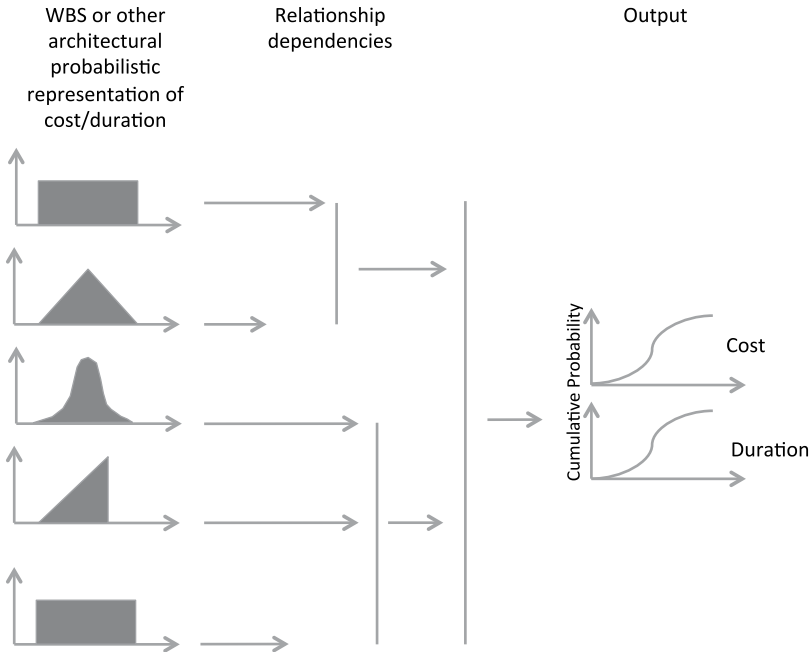 WBS or other
architectural
probabilistic
representation of
cost/duration
Relationship
dependencies
Output
Cumulative Probability
Cost
Duration